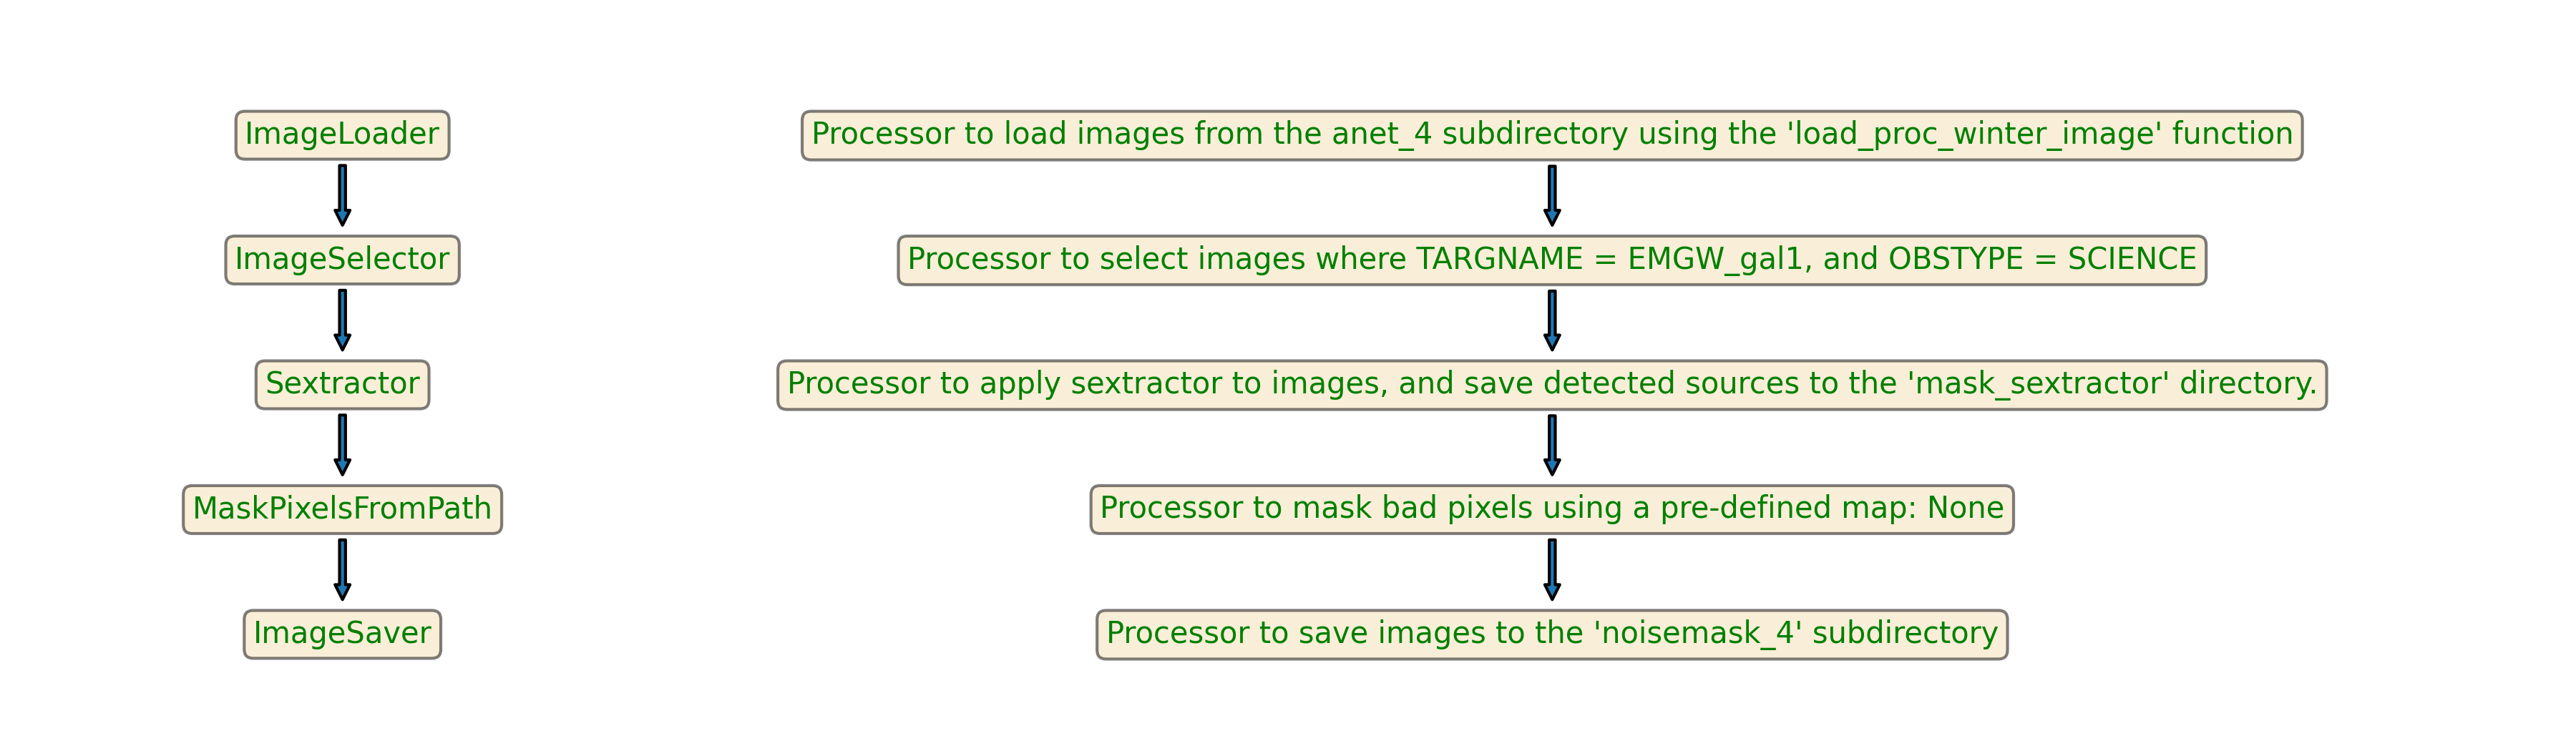 ImageLoader
Processor to load images from the anet_4 subdirectory using the 'load_proc_winter_image' function
ImageSelector
Processor to select images where TARGNAME = EMGW_gal1, and OBSTYPE = SCIENCE
Sextractor
Processor to apply sextractor to images, and save detected sources to the 'mask_sextractor' directory.
MaskPixelsFromPath
Processor to mask bad pixels using a pre-defined map: None
ImageSaver
Processor to save images to the 'noisemask_4' subdirectory